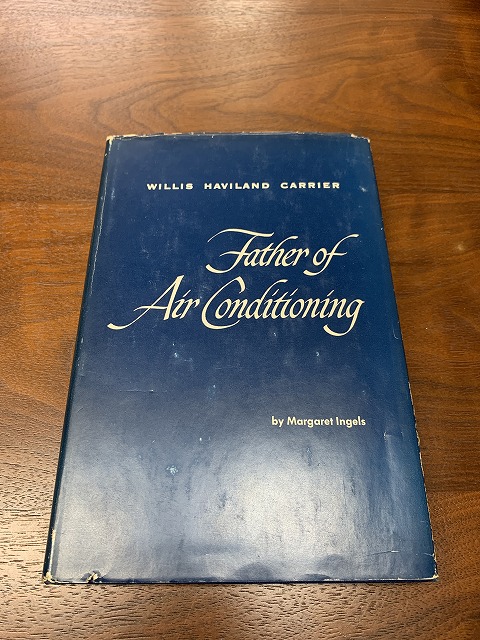 WILLIS HAVILAND CARRIER
Father of
Air Conditioning
by Margaret Ingels